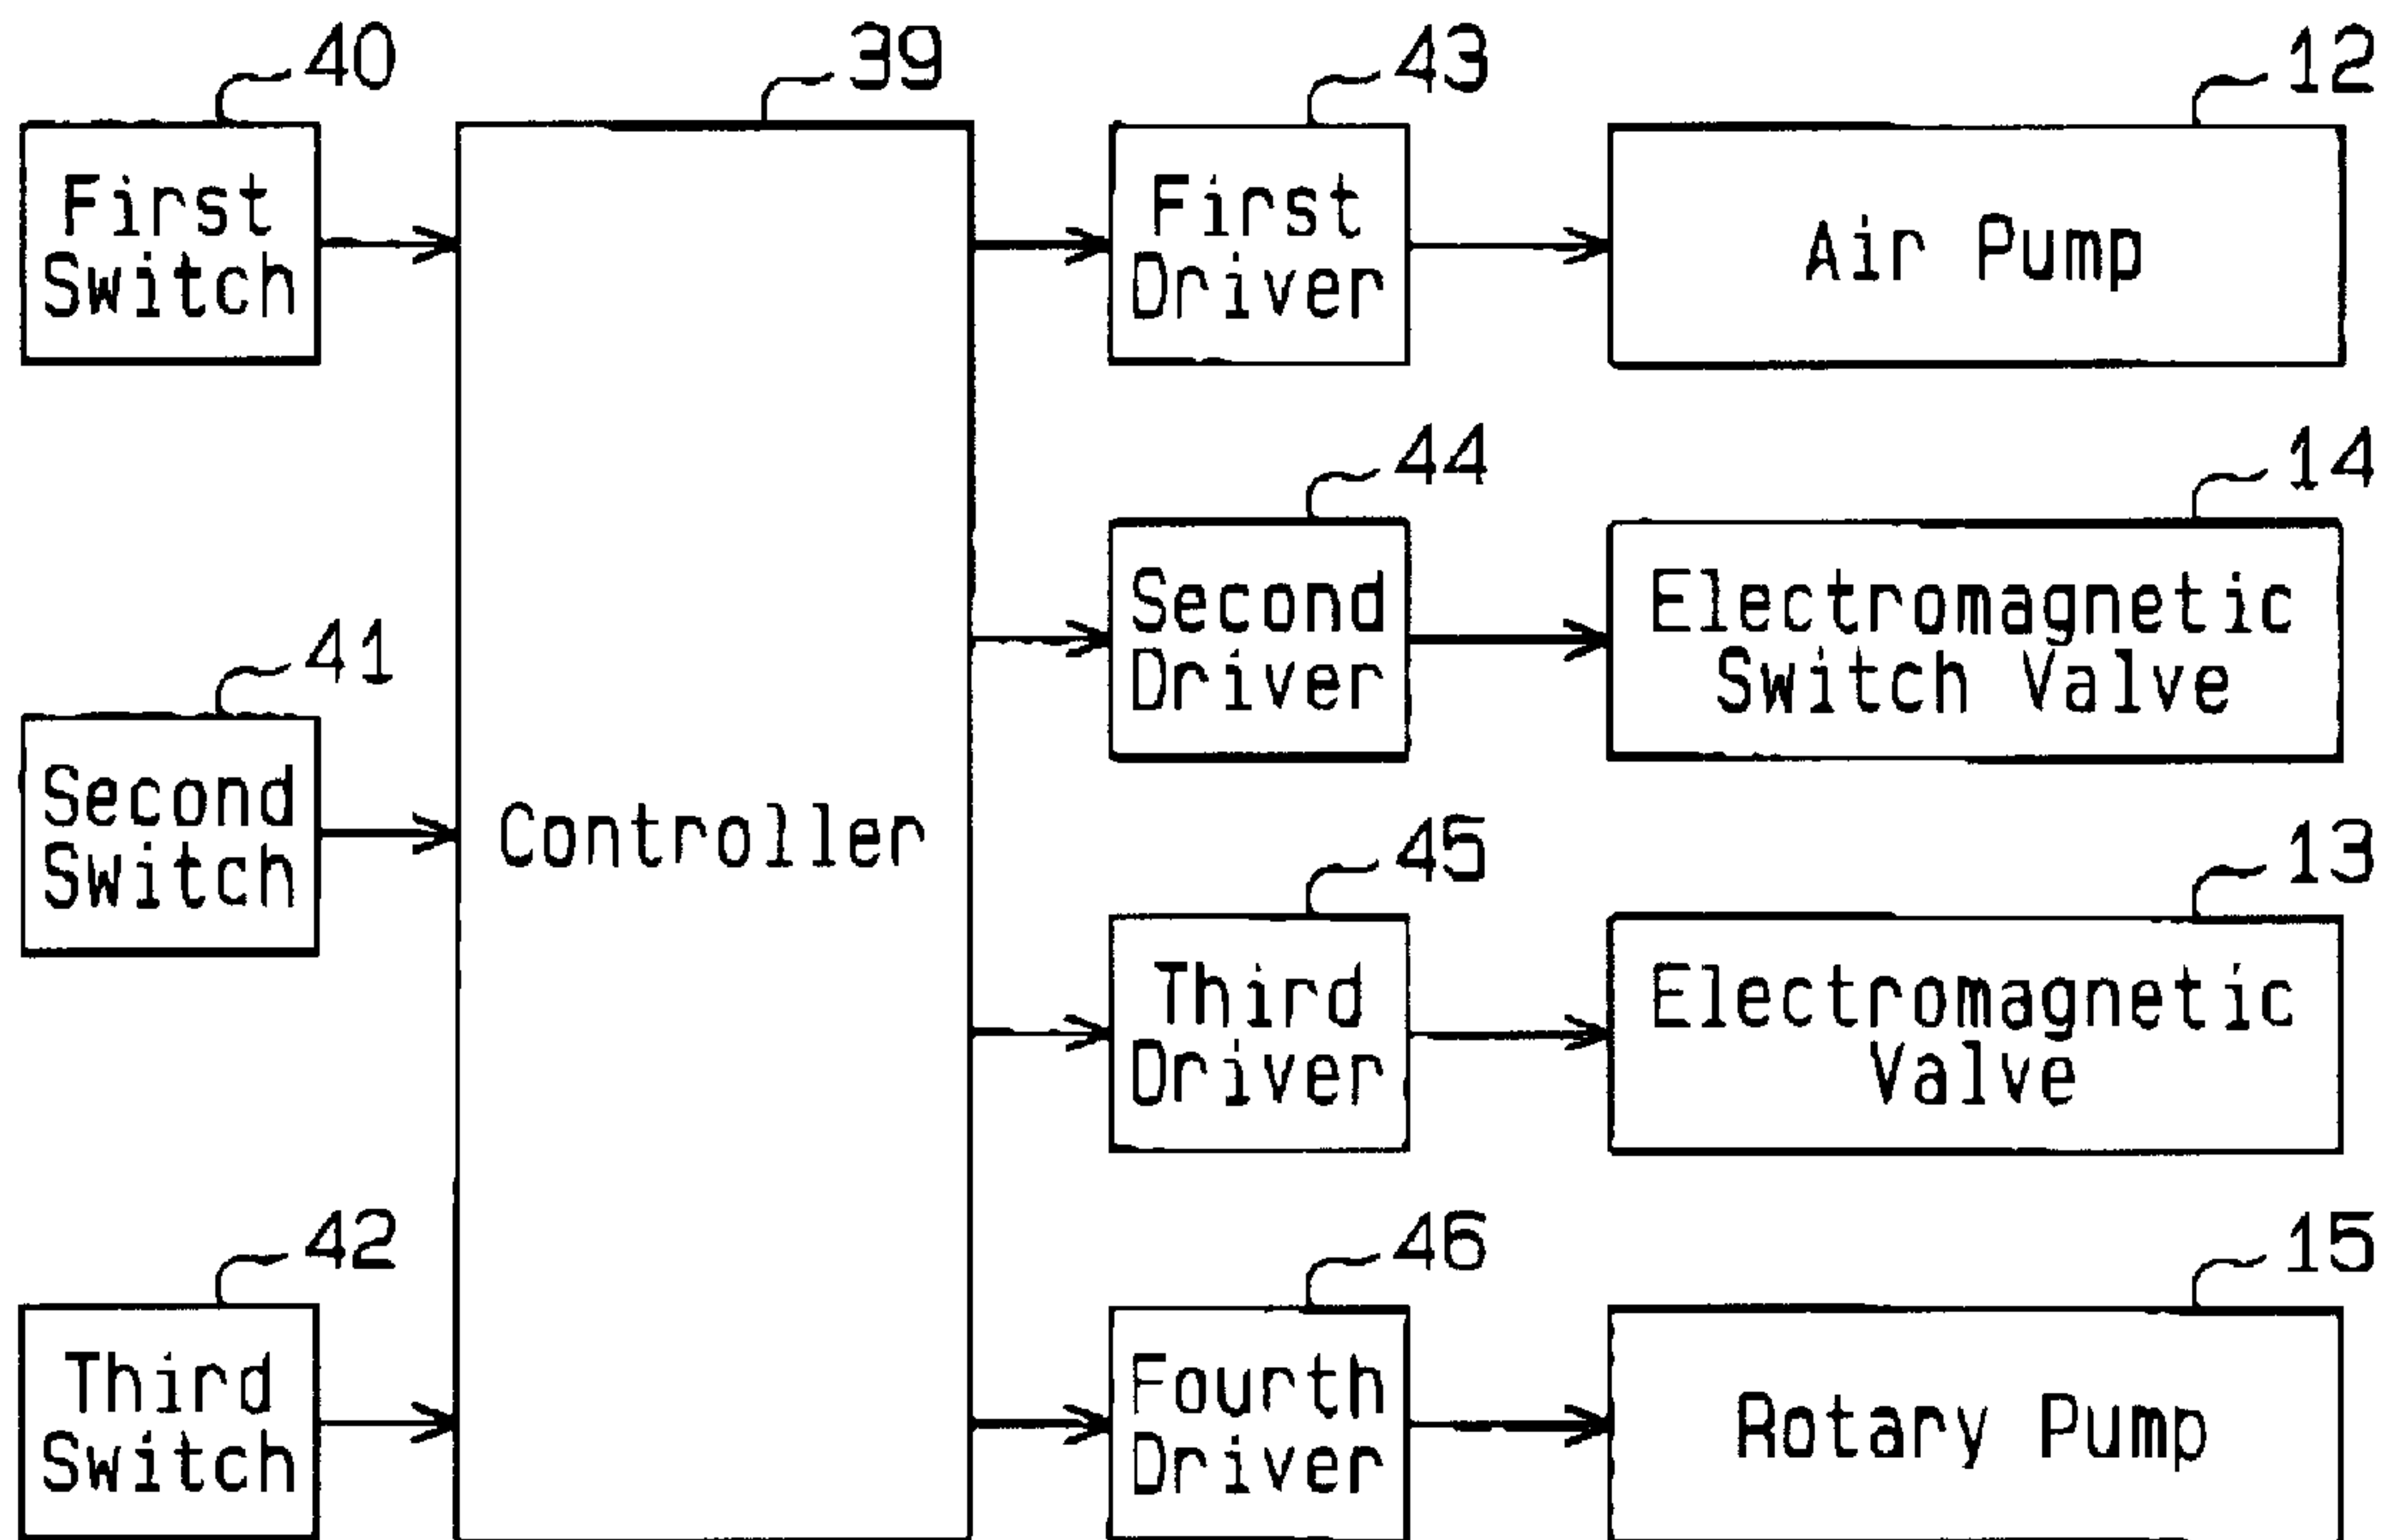 40
39
43
12
First
Switch
First
Driver
Air Pump
44
14
Second
Driver
Electromagnetic
Switch Valve
41
Second
Switch
Controller
45
13
Third
Driver
Electromagnetic
Valve
42
46
15
Third
Switch
Fourth
Driver
Rotary Pump